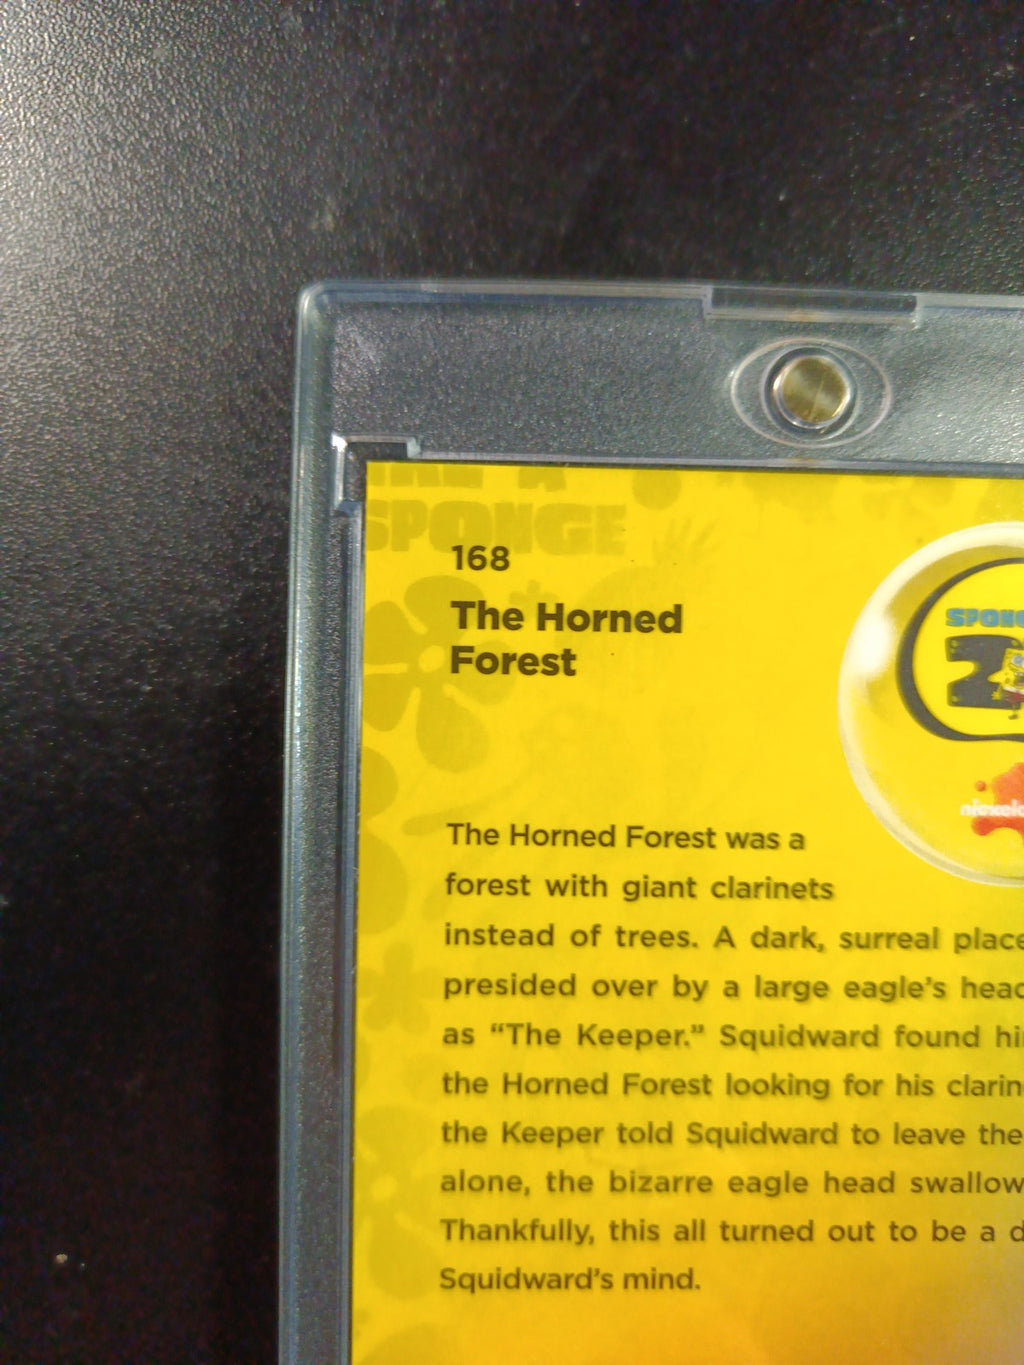 SPONGE
168
The Horned
Forest
The Horned Forest was a
forest with giant clarinets
instead of trees. A dark, surreal place
presided over by a large eagle's head
as “The Keeper.” Squidward found
the Horned Forest looking for his
the Keeper told Squidward to leave the
alone, the bizarre eagle head
Thankfully, this all turned out to be a
Squidward's mind.